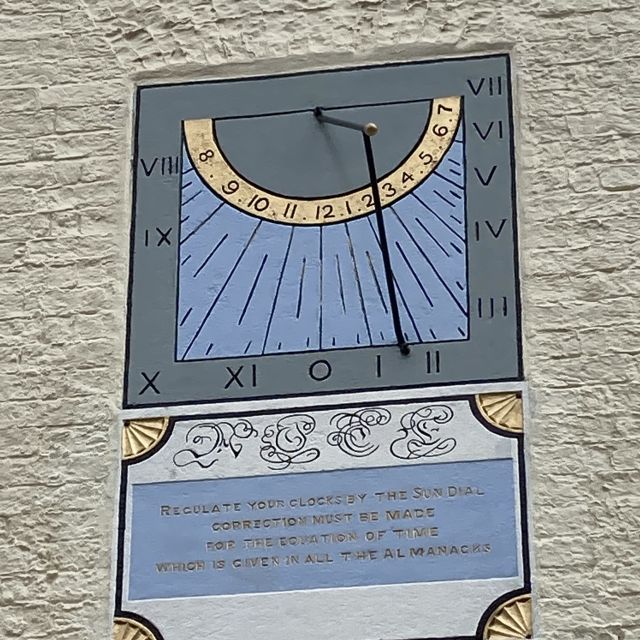 VII
VI
VIII
V
IX
IV
III
8 . 9 . 10 . 11 . 12 . 1 . 2 . 3 . 4 . 5 . 6 . 7
X XI O I II
REGULATE YOUR CLOCKS BY THE SUN DIAL
CORRECTION MUST BE MADE
FOR THE EQUATION OF TIME
WHICH IS GIVEN IN ALL THE ALMANACKS